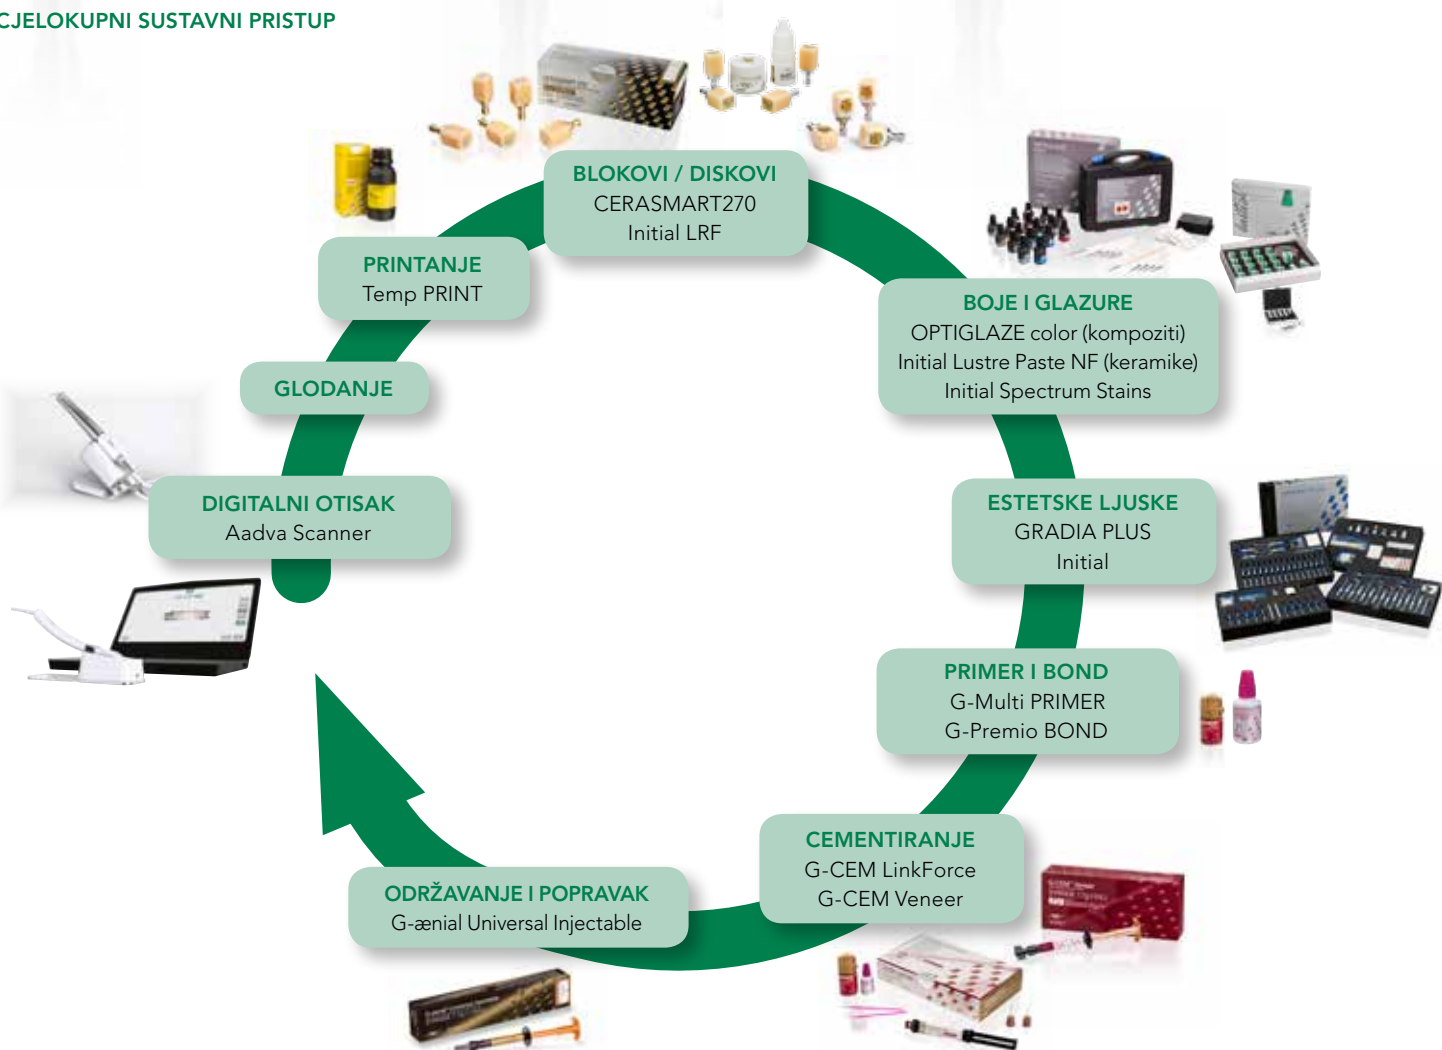 CJELOKUPNI SUSTAVNI PRISTUP
BLOKOVI / DISKOVI
CERASMART270
Initial LRF
PRINTANJE
Temp PRINT
BOJE I GLAZURE
OPTIGLAZE color (kompoziti)
Initial Lustre Paste NF (keramike)
Initial Spectrum Stains
GLODANJE
DIGITALNI OTISAK
Aadva Scanner
ESTETSKE LJUSKE
GRADIA PLUS
Initial
PRIMER I BOND
G-Multi PRIMER
G-Premio BOND
CEMENTIRANJE
G-CEM LinkForce
G-CEM Veneer
ODRŽAVANJE I POPRAVAK
G-ænial Universal Injectable